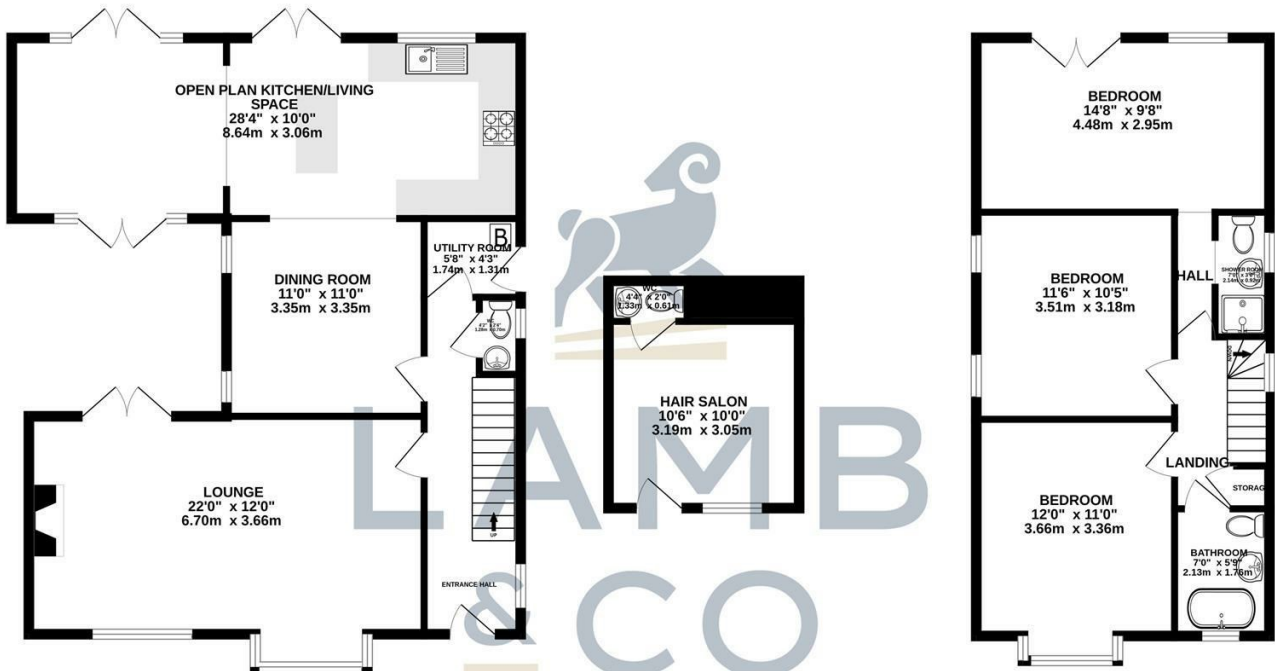 OPEN PLAN KITCHEN/LIVING
SPACE
28'4" x 10'0"
8.64m x 3.06m
DINING ROOM
11'0" x 11'0"
3.35m x 3.35m
B
UTILITY ROOM
5'8" x 4'3"
1.74m x 1.31m
WC
LOUNGE
22'0" x 12'0"
6.70m x 3.66m
UP
ENTRANCE HALL
WC
4'4" x 2'0"
1.33m x 0.61m
HAIR SALON
10'6" x 10'0"
3.19m x 3.05m
LAMB
& CO
BEDROOM
14'8" x 9'8"
4.48m x 2.95m
BEDROOM
11'6" x 10'5"
3.51m x 3.18m
HALL
SHOWER ROOM
DOWN
LANDING
STORAG
BEDROOM
12'0" x 11'0"
3.66m x 3.36m
BATHROOM
7'0" x 5'9"
2.13m x 1.76m